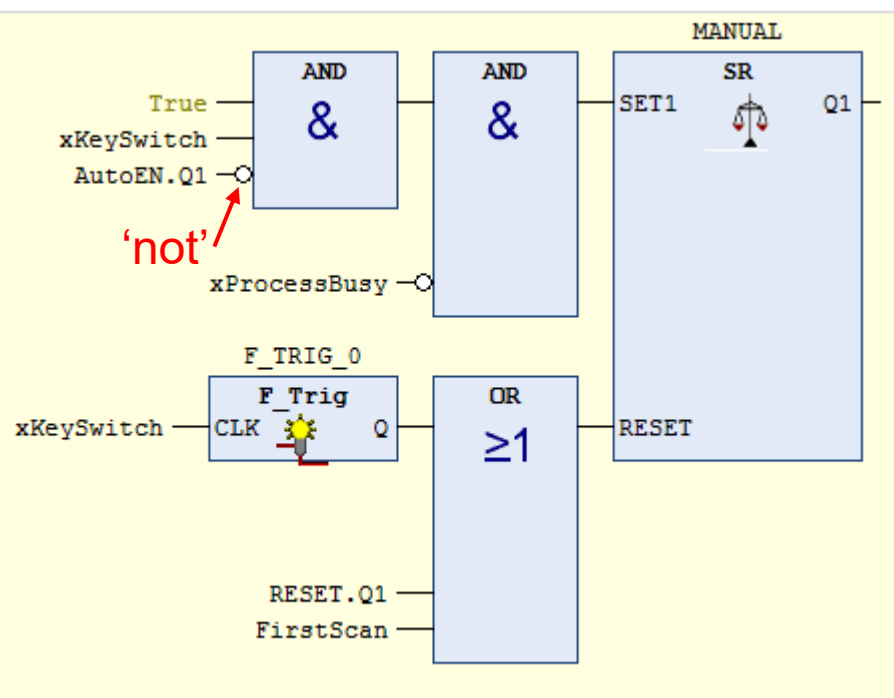 MANUAL
AND
AND
SR
True
&
&
SET1
Q1
xKeySwitch
AutoEN.Q1
‘not’
xProcessBusy
F_TRIG_0
F_Trig
OR
xKeySwitch
CLK
Q
≥1
RESET
RESET.Q1
FirstScan